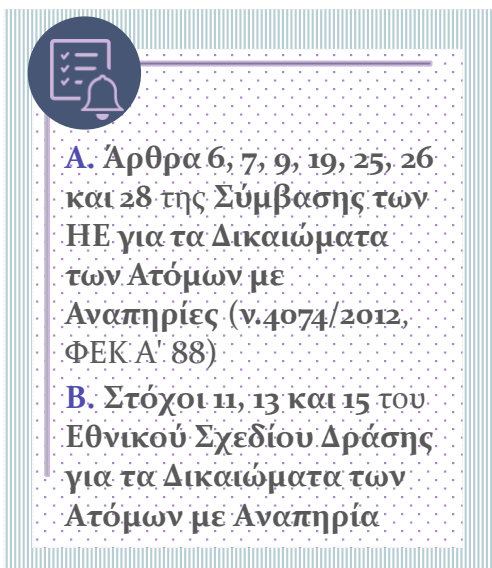 Α. Άρθρα 6, 7, 9, 19, 25, 26
και 28 της Σύμβασης των
ΗΕ για τα Δικαιώματα
των Ατόμων με
Αναπηρίες (ν.4074/2012,
ΦΕΚ Α' 88)
Β. Στόχοι 11, 13 και 15 του
Εθνικού Σχεδίου Δράσης
για τα Δικαιώματα των
Ατόμων με Αναπηρία